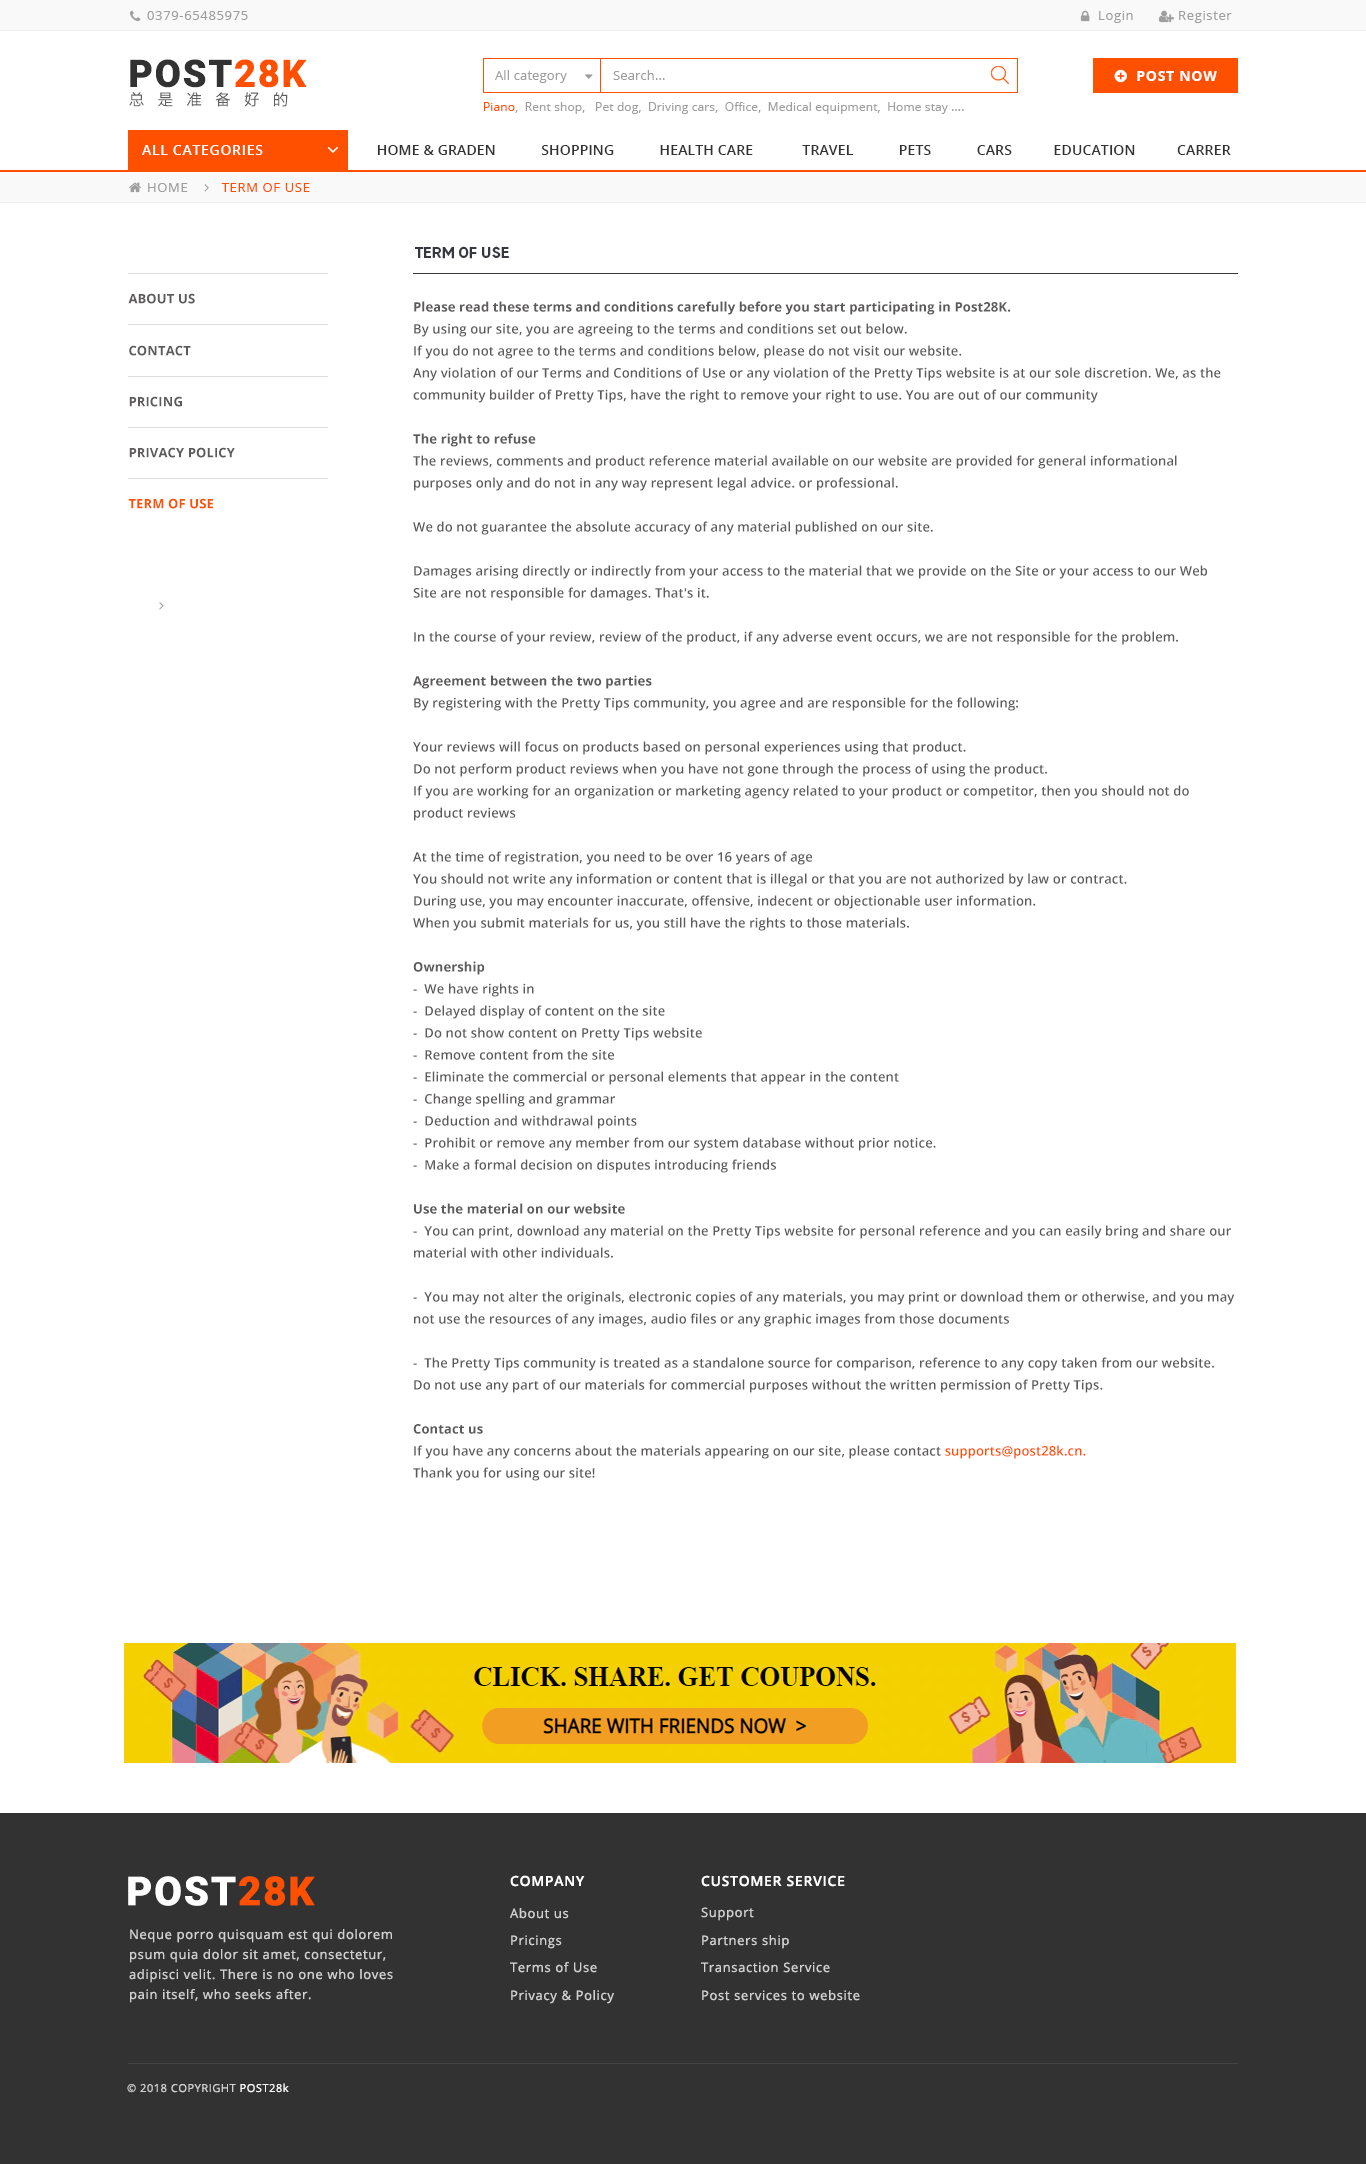 0379-65485975
Login
Register
POST28K
总是准备好的
All category
Search...
POST NOW
Piano, Rent shop, Pet dog, Driving cars, Office, Medical equipment, Home stay ....
ALL CATEGORIES
HOME & GRADEN
SHOPPING
HEALTH CARE
TRAVEL
PETS
CARS
EDUCATION
CARRER
HOME > TERM OF USE
ABOUT US
CONTACT
PRICING
PRIVACY POLICY
TERM OF USE
TERM OF USE
Please read these terms and conditions carefully before you start participating in Post28K.
By using our site, you are agreeing to the terms and conditions set out below.
If you do not agree to the terms and conditions below, please do not visit our website.
Any violation of our Terms and Conditions of Use or any violation of the Pretty Tips website is at our sole discretion. We, as the
community builder of Pretty Tips, have the right to remove your right to use. You are out of our community
The right to refuse
The reviews, comments and product reference material available on our website are provided for general informational
purposes only and do not in any way represent legal advice. or professional.
We do not guarantee the absolute accuracy of any material published on our site.
Damages arising directly or indirectly from your access to the material that we provide on the Site or your access to our Web
Site are not responsible for damages. That's it.
In the course of your review, review of the product, if any adverse event occurs, we are not responsible for the problem.
Agreement between the two parties
By registering with the Pretty Tips community, you agree and are responsible for the following:
Your reviews will focus on products based on personal experiences using that product.
Do not perform product reviews when you have not gone through the process of using the product.
If you are working for an organization or marketing agency related to your product or competitor, then you should not do
product reviews
At the time of registration, you need to be over 16 years of age
You should not write any information or content that is illegal or that you are not authorized by law or contract.
During use, you may encounter inaccurate, offensive, indecent or objectionable user information.
When you submit materials for us, you still have the rights to those materials.
Ownership
- We have rights in
- Delayed display of content on the site
- Do not show content on Pretty Tips website
- Remove content from the site
- Eliminate the commercial or personal elements that appear in the content
- Change spelling and grammar
- Deduction and withdrawal points
- Prohibit or remove any member from our system database without prior notice.
- Make a formal decision on disputes introducing friends
Use the material on our website
- You can print, download any material on the Pretty Tips website for personal reference and you can easily bring and share our
material with other individuals.
- You may not alter the originals, electronic copies of any materials, you may print or download them or otherwise, and you may
not use the resources of any images, audio files or any graphic images from those documents
- The Pretty Tips community is treated as a standalone source for comparison, reference to any copy taken from our website.
Do not use any part of our materials for commercial purposes without the written permission of Pretty Tips.
Contact us
If you have any concerns about the materials appearing on our site, please contact supports@post28k.cn.
Thank you for using our site!
CLICK. SHARE. GET COUPONS.
SHARE WITH FRIENDS NOW >
POST28K
Neque porro quisquam est qui dolorem
psum quia dolor sit amet, consectetur,
adipisci velit. There is no one who loves
pain itself, who seeks after.
COMPANY
About us
Pricings
Terms of Use
Privacy & Policy
CUSTOMER SERVICE
Support
Partners ship
Transaction Service
Post services to website
© 2018 COPYRIGHT POST28k